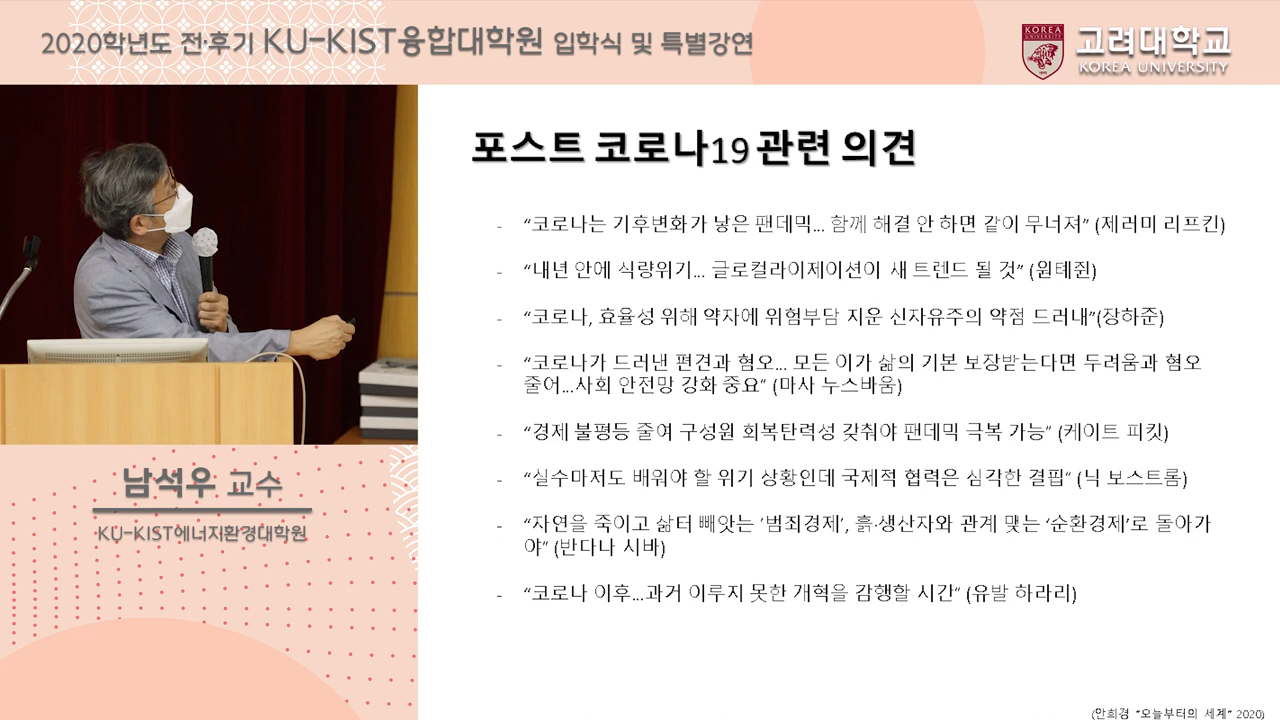 2020학년도 전·후기 KU-KIST융합대학원 입학식 및 특별강연
KOREA
UNIVERSITY
고려대학교
KOREA UNIVERSITY
포스트 코로나19 관련 의견
- “코로나는 기후변화가 낳은 팬데믹... 함께 해결 안 하면 같이 무너져” (제러미 리프킨)
- “내년 안에 식량위기... 글로컬라이제이션이 새 트렌드 될 것” (원톄쥔)
- “코로나, 효율성 위해 약자에 위험부담 지운 신자유주의 약점 드러내”(장하준)
- “코로나가 드러낸 편견과 혐오... 모든 이가 삶의 기본 보장받는다면 두려움과 혐오
줄어...사회 안전망 강화 중요” (마사 누스바움)
- “경제 불평등 줄여 구성원 회복탄력성 갖춰야 팬데믹 극복 가능” (케이트 피킷)
- “실수마저도 배워야 할 위기 상황인데 국제적 협력은 심각한 결핍“ (닉 보스트롬)
- “자연을 죽이고 삶터 빼앗는 ‘범죄경제’, 흙·생산자와 관계 맺는 ‘순환경제’로 돌아가
야” (반다나 시바)
- “코로나 이후...과거 이루지 못한 개혁을 감행할 시간“ (유발 하라리)
남석우 교수
KU-KIST에너지환경대학원
(안희경 “오늘부터의 세계“ 2020)